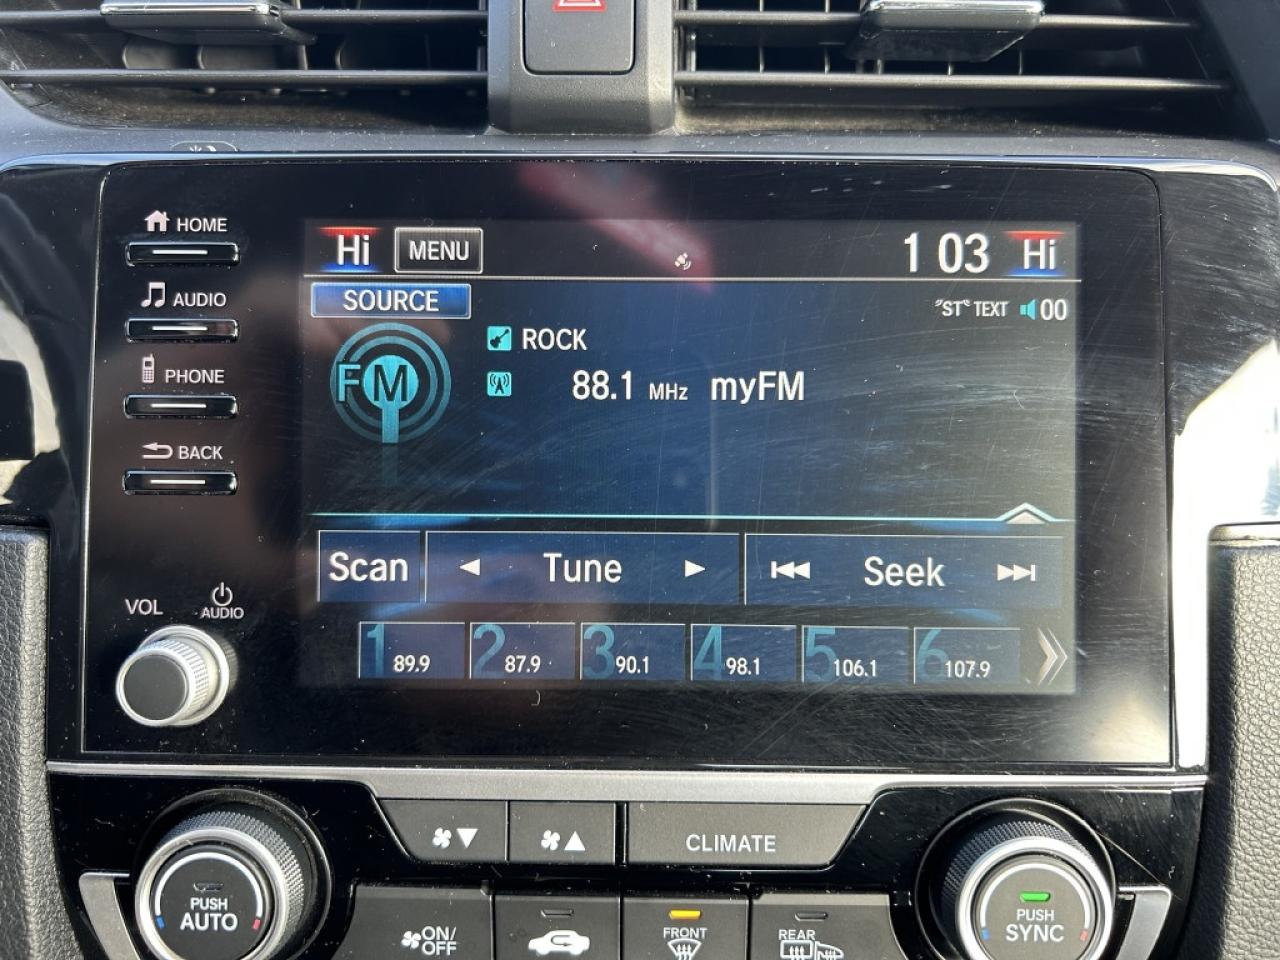 HOME
AUDIO
PHONE
BACK
VOL
AUDIO
Hi MENU 1 03 Hi
SOURCE "ST" TEXT 00
FM
ROCK
88.1 MHz myFM
Scan Tune Seek
1 89.9 2 87.9 3 90.1 4 98.1 5 106.1 6 107.9
CLIMATE
PUSH
AUTO
ON/
OFF
FRONT
REAR
PUSH
SYNC